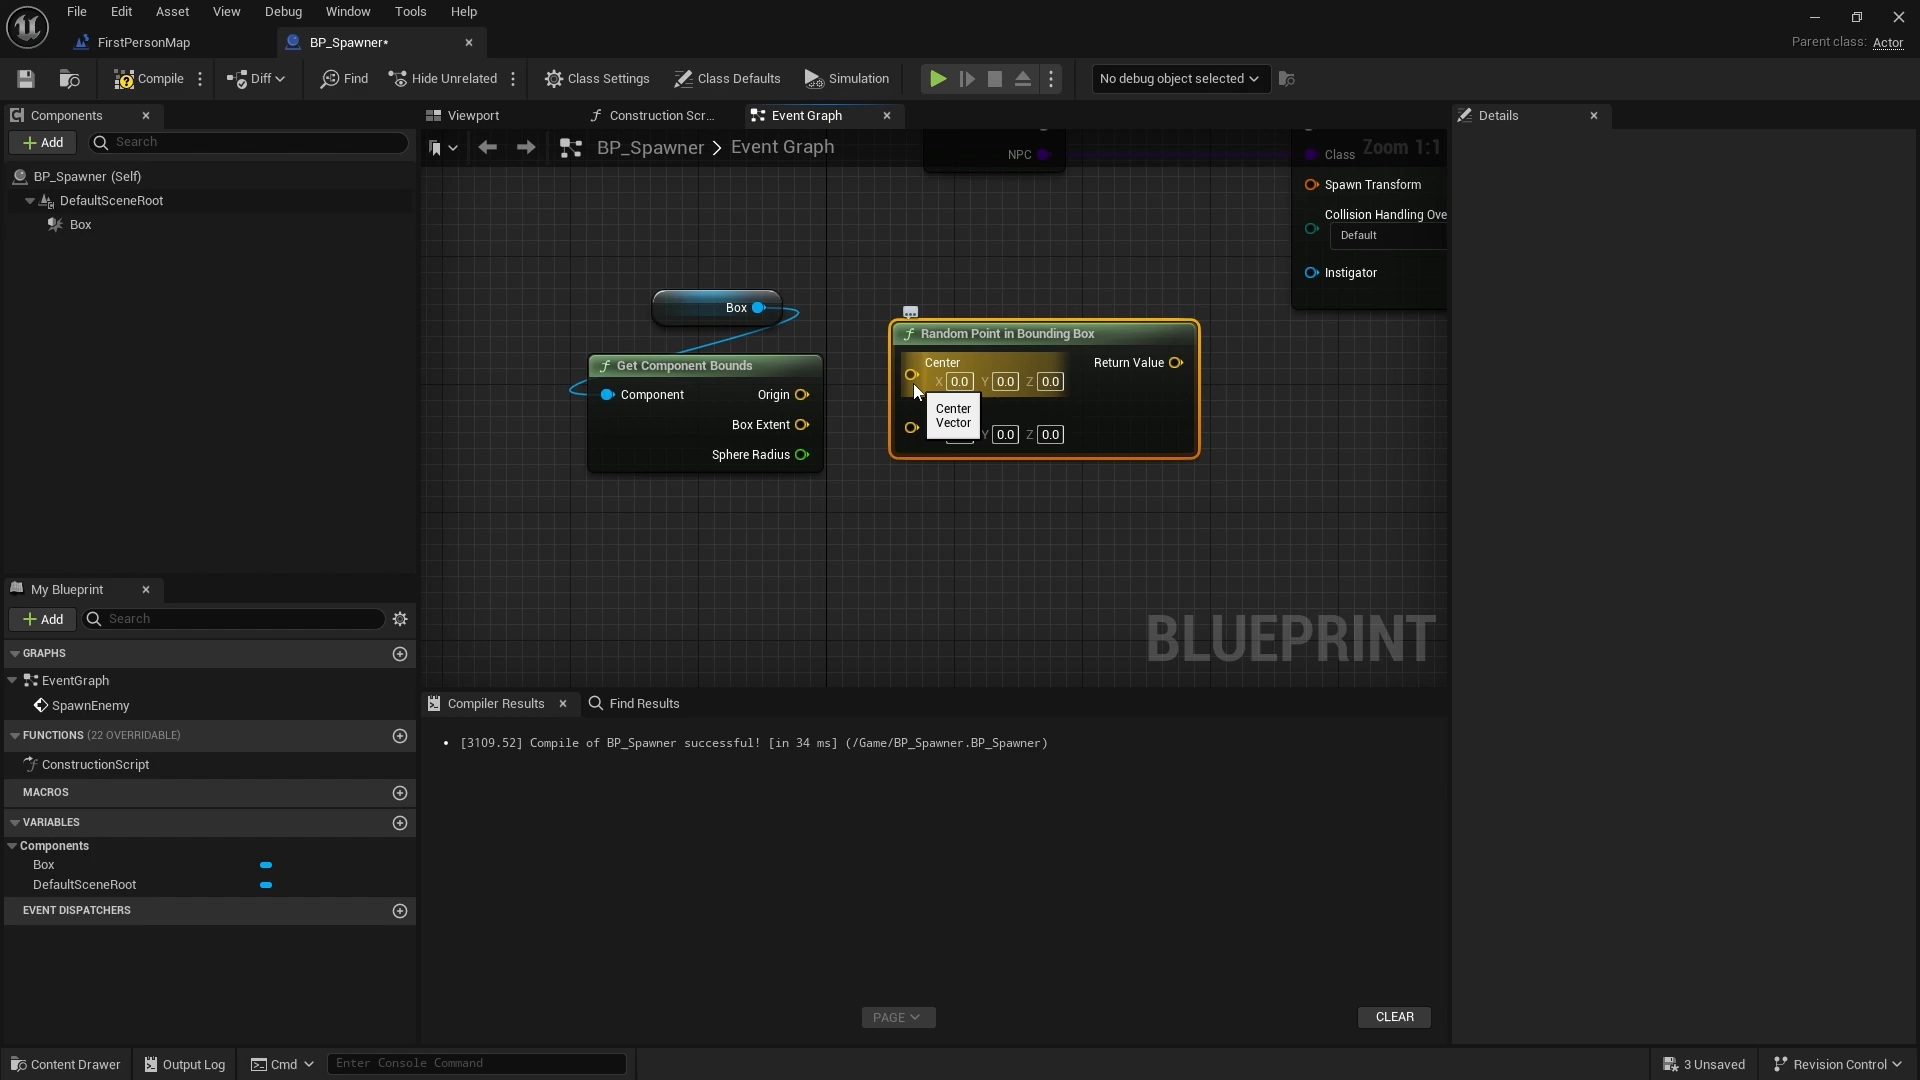 File Edit Asset View Debug Window Tools Help
FirstPersonMap
BP_Spawner*
Parent class: Actor
Compile
Diff
Find
Hide Unrelated
Class Settings
Class Defaults
Simulation
No debug object selected
Components
Add
Search
BP_Spawner (Self)
DefaultSceneRoot
Box
Viewport
Construction Scr...
Event Graph
BP_Spawner > Event Graph
Zoom 1:1
NPC
Class
Spawn Transform
Collision Handling Ove
Default
Instigator
Box
Get Component Bounds
Component
Origin
Box Extent
Sphere Radius
Random Point in Bounding Box
Center
X 0.0 Y 0.0 Z 0.0
Return Value
Center
Vector
Y 0.0 Z 0.0
BLUEPRINT
Details
My Blueprint
Add
Search
GRAPHS
EventGraph
SpawnEnemy
FUNCTIONS (22 OVERRIDABLE)
ConstructionScript
MACROS
VARIABLES
Components
Box
DefaultSceneRoot
EVENT DISPATCHERS
Compiler Results
Find Results
• [3109.52] Compile of BP_Spawner successful! [in 34 ms] (/Game/BP_Spawner.BP_Spawner)
PAGE
CLEAR
Content Drawer
Output Log
Cmd
Enter Console Command
3 Unsaved
Revision Control